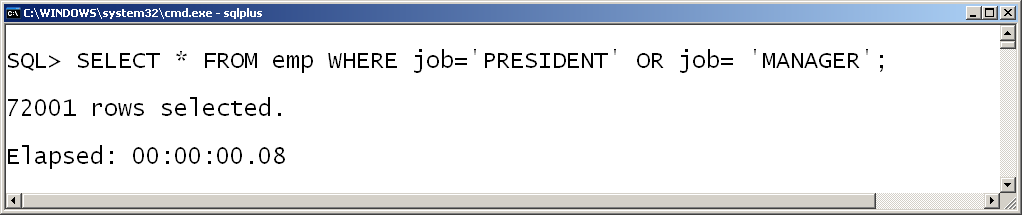 C:\WINDOWS\system32\cmd.exe - sqlplus
SQL> SELECT * FROM emp WHERE job='PRESIDENT' OR job= 'MANAGER';
72001 rows selected.
Elapsed: 00:00:00.08